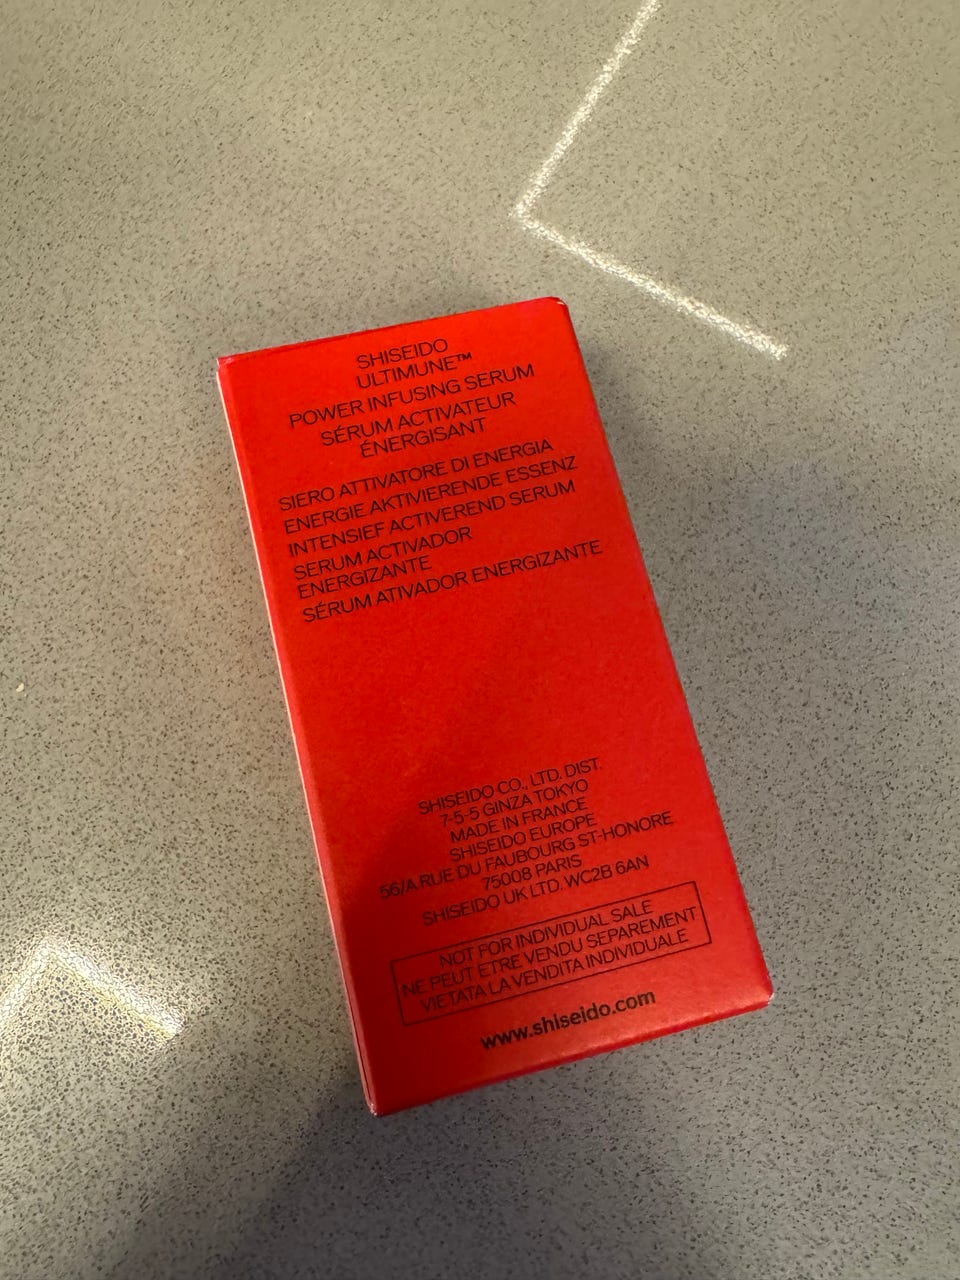 SHISEIDO
ULTIMUNE™
POWER INFUSING SERUM
SÉRUM ACTIVATEUR
ÉNERGISANT
SIERO ATTIVATORE DI ENERGIA
ENERGIE AKTIVIERENDE ESSENZ
INTENSIEF ACTIVEREND SERUM
SERUM ACTIVADOR
ENERGIZANTE
SÉRUM ATIVADOR ENERGIZANTE
SHISEIDO CO., LTD. DIST.
7-5-5 GINZA TOKYO
MADE IN FRANCE
SHISEIDO EUROPE
56/A RUE DU FAUBOURG ST-HONORE
75008 PARIS
SHISEIDO UK LTD. WC2B 6AN
NOT FOR INDIVIDUAL SALE
NE PEUT ETRE VENDU SEPAREMENT
VIETATA LA VENDITA INDIVIDUALE
www.shiseido.com